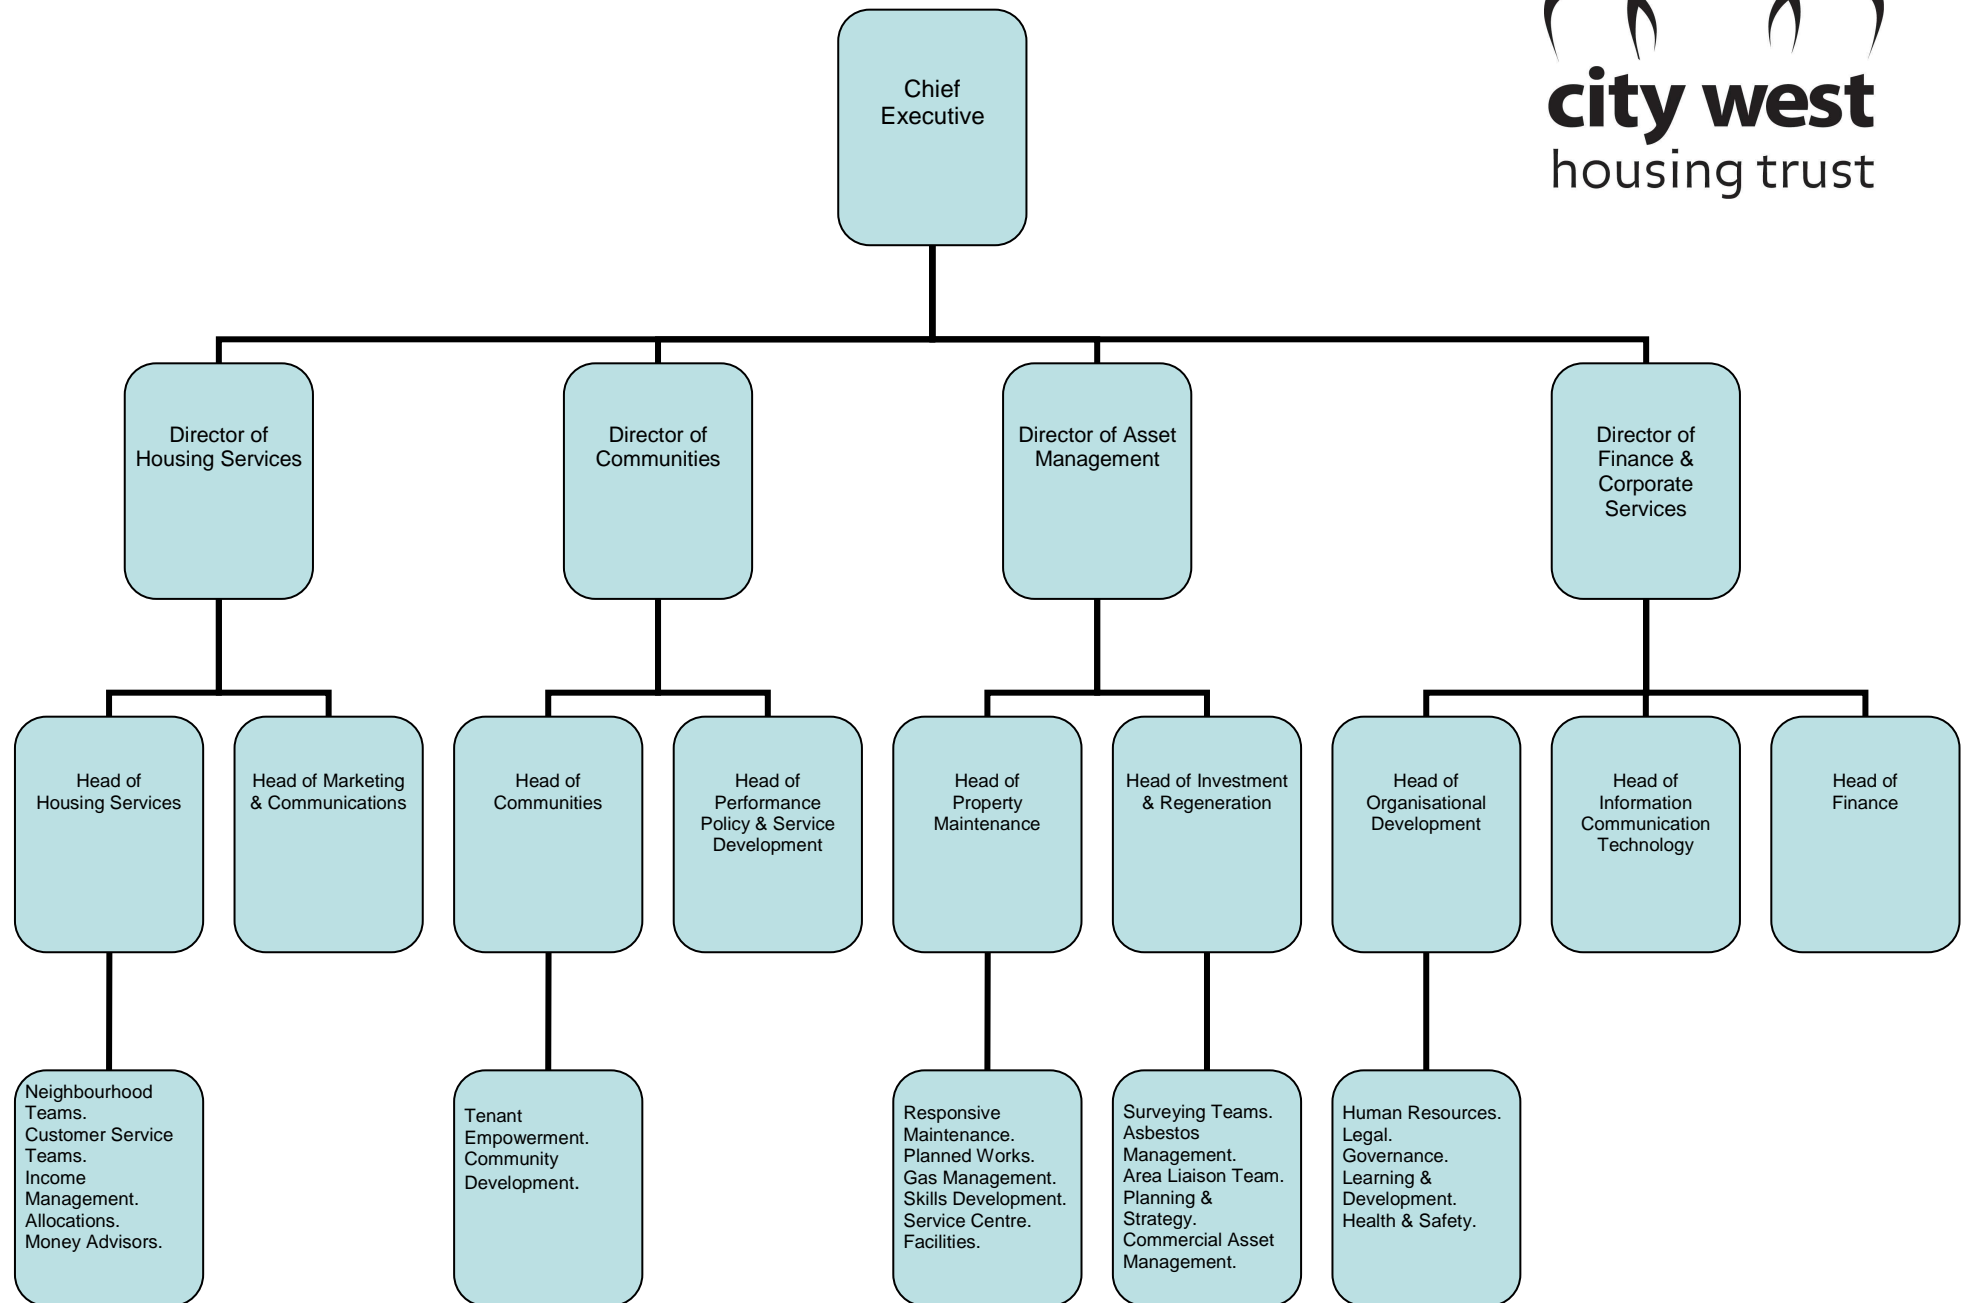 Chief
Executive
city west
housing trust
Director of
Housing Services
Director of
Communities
Director of Asset
Management
Director of
Finance &
Corporate
Services
Head of
Housing Services
Head of Marketing
& Communications
Head of
Communities
Head of
Performance
Policy & Service
Development
Head of
Property
Maintenance
Head of Investment
& Regeneration
Head of
Organisational
Development
Head of
Information
Communication
Technology
Head of
Finance
Neighbourhood
Teams.
Customer Service
Teams.
Income
Management.
Allocations.
Money Advisors.
Tenant
Empowerment.
Community
Development.
Responsive
Maintenance.
Planned Works.
Gas Management.
Skills Development.
Service Centre.
Facilities.
Surveying Teams.
Asbestos
Management.
Area Liaison Team.
Planning &
Strategy.
Commercial Asset
Management.
Human Resources.
Legal.
Governance.
Learning &
Development.
Health & Safety.